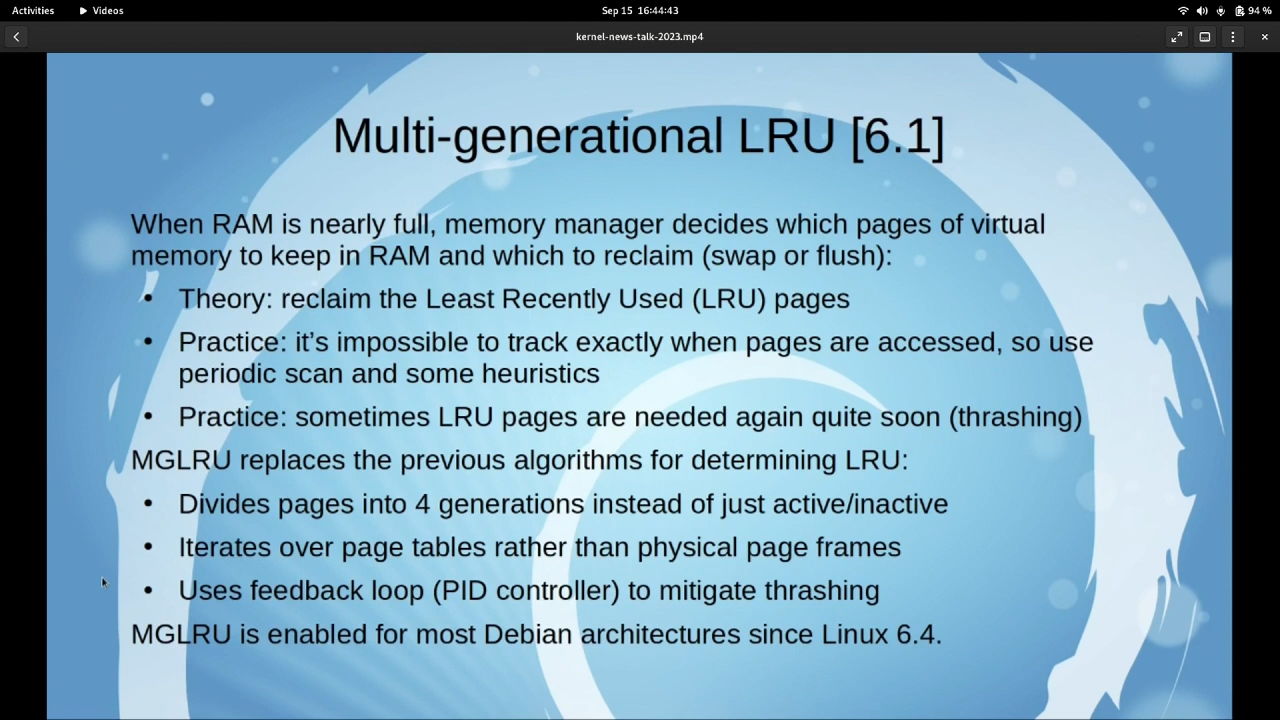 Activities
Videos
Sep 15 16:44:43
94 %
kernel-news-talk-2023.mp4
Multi-generational LRU [6.1]
When RAM is nearly full, memory manager decides which pages of virtual
memory to keep in RAM and which to reclaim (swap or flush):
• Theory: reclaim the Least Recently Used (LRU) pages
• Practice: it’s impossible to track exactly when pages are accessed, so use
periodic scan and some heuristics
• Practice: sometimes LRU pages are needed again quite soon (thrashing)
MGLRU replaces the previous algorithms for determining LRU:
• Divides pages into 4 generations instead of just active/inactive
• Iterates over page tables rather than physical page frames
• Uses feedback loop (PID controller) to mitigate thrashing
MGLRU is enabled for most Debian architectures since Linux 6.4.